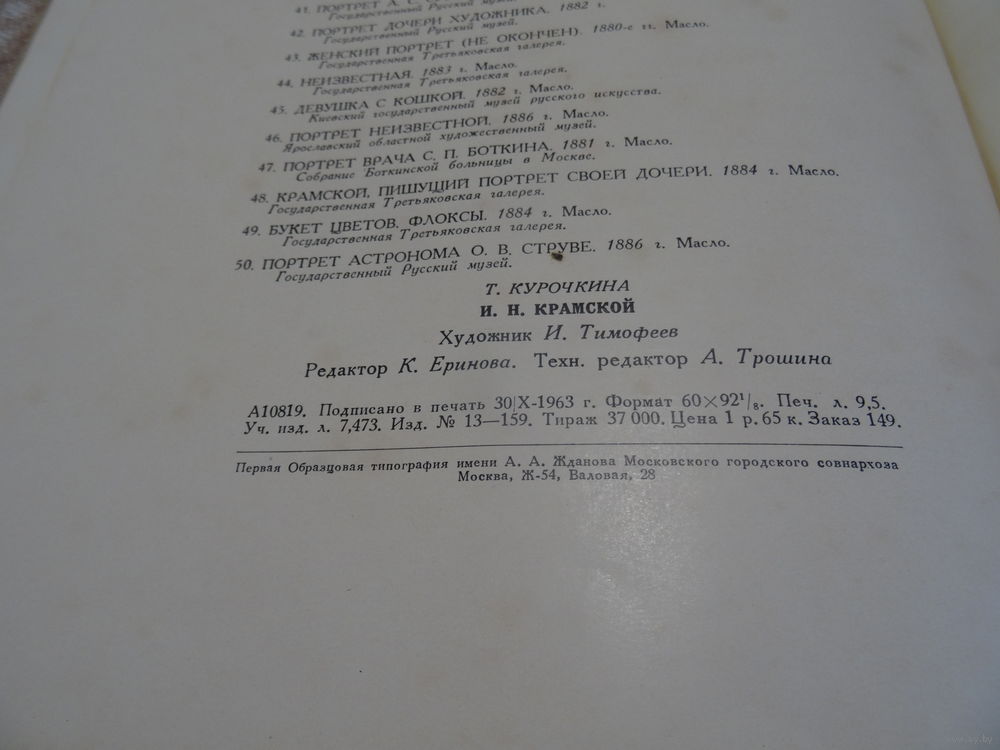 41. ПОРТРЕТ А. С.
Государственный Русский музей.
42. ПОРТРЕТ ДОЧЕРИ ХУДОЖНИКА. 1882 г.
Государственный Русский музей.
43. ЖЕНСКИЙ ПОРТРЕТ (НЕ ОКОНЧЕН). 1880-е гг. Масло.
Государственная Третьяковская галерея.
44. НЕИЗВЕСТНАЯ. 1883 г. Масло.
Государственная Третьяковская галерея.
45. ДЕВУШКА С КОШКОЙ. 1882 г. Масло.
Киевский государственный музей русского искусства.
46. ПОРТРЕТ НЕИЗВЕСТНОЙ. 1886 г. Масло.
Ярославский областной художественный музей.
47. ПОРТРЕТ ВРАЧА С. П. БОТКИНА. 1881 г. Масло.
Собрание Боткинской больницы в Москве.
48. КРАМСКОЙ, ПИШУЩИЙ ПОРТРЕТ СВОЕЙ ДОЧЕРИ. 1884 г. Масло.
Государственная Третьяковская галерея.
49. БУКЕТ ЦВЕТОВ. ФЛОКСЫ. 1884 г. Масло.
Государственная Третьяковская галерея.
50. ПОРТРЕТ АСТРОНОМА О. В. СТРУВЕ. 1886 г. Масло.
Государственный Русский музей.
Т. КУРОЧКИНА
И. Н. КРАМСКОЙ
Художник И. Тимофеев
Редактор К. Еринова. Техн. редактор А. Трошина
А10819. Подписано в печать 30/X-1963 г. Формат 60×92¹/₈. Печ. л. 9,5.
Уч. изд. л. 7,473. Изд. № 13—159. Тираж 37 000. Цена 1 р. 65 к. Заказ 149.
Первая Образцовая типография имени А. А. Жданова Московского городского совнархоза
Москва, Ж-54, Валовая, 28
www.ay.by